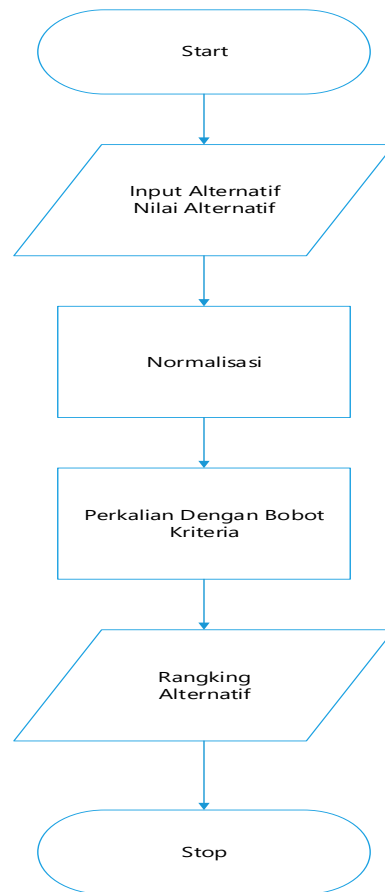 Start
Input Alternatif
Nilai Alternatif
Normalisasi
Perkalian Dengan Bobot
Kriteria
Rangking
Alternatif
Stop